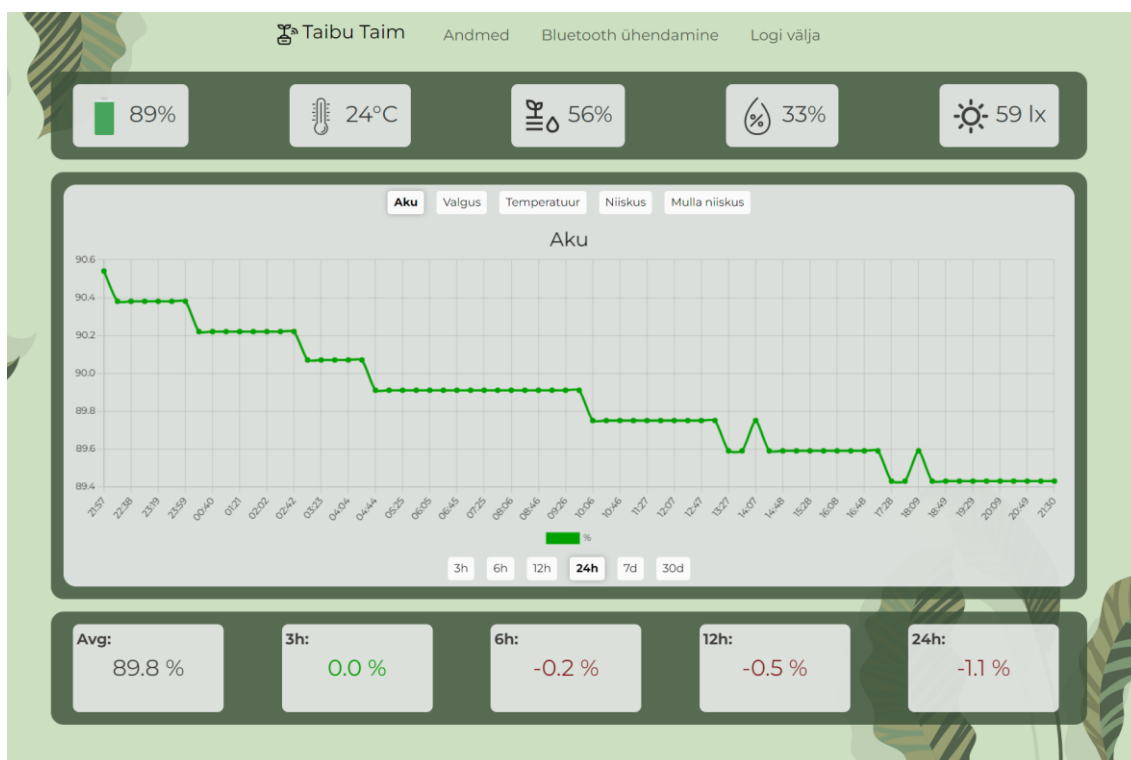 Taibu Taim Andmed Bluetooth ühendamine Logi välja
89% 24°C 56% % 33% 59 lx
Aku Valgus Temperatuur Niiskus Mulla niiskus
Aku
90.6
90.4
90.2
90.0
89.8
89.6
89.4
21:57 22:38 23:19 23:59 00:40 01:21 02:02 02:42 03:23 04:04 04:44 05:25 06:05 06:45 07:25 08:06 08:46 09:26 10:06 10:46 11:27 12:07 12:47 13:27 14:07 14:48 15:28 16:08 16:48 17:28 18:09 18:49 19:29 20:09 20:49 21:30
%
3h 6h 12h 24h 7d 30d
Avg: 3h: 6h: 12h: 24h:
89.8 % 0.0 % -0.2 % -0.5 % -1.1 %